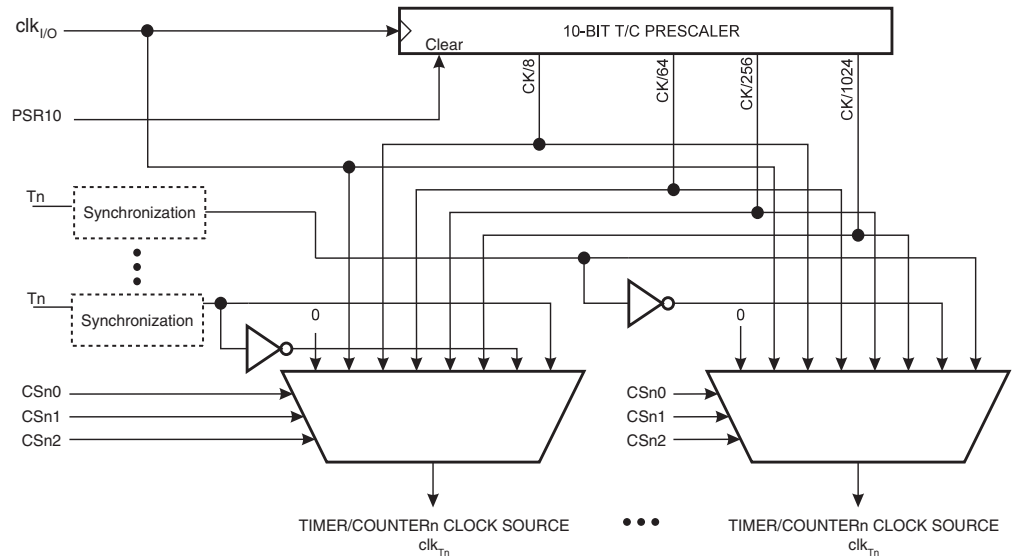 clkI/O
10-BIT T/C PRESCALER
Clear
CK/8
CK/64
CK/256
CK/1024
PSR10
Tn
Synchronization
Tn
Synchronization
0
0
CSn0
CSn1
CSn2
CSn0
CSn1
CSn2
TIMER/COUNTERn CLOCK SOURCE
clkTn
TIMER/COUNTERn CLOCK SOURCE
clkTn